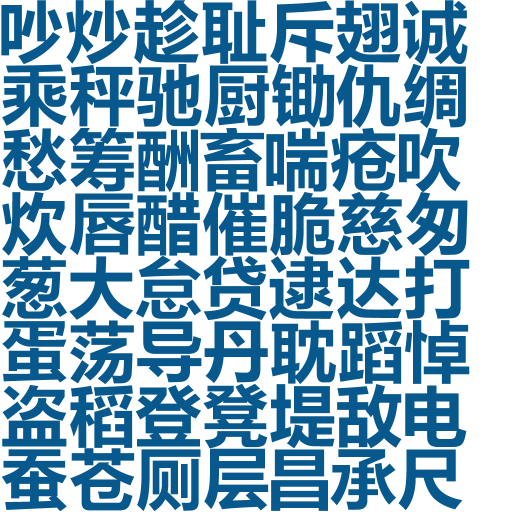 吵炒趁耻斥翅诚
乘秤驰厨锄仇绸
愁筹酬畜喘疮吹
炊唇醋催脆慈匆
葱大怠贷逮达打
蛋荡导丹耽蹈悼
盗稻登凳堤敌电
蚕苍厕层昌承尺